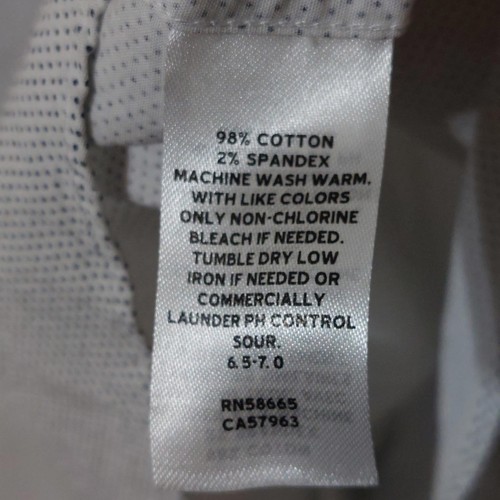 98% COTTON
2% SPANDEX
MACHINE WASH WARM.
WITH LIKE COLORS
ONLY NON-CHLORINE
BLEACH IF NEEDED.
TUMBLE DRY LOW
IRON IF NEEDED OR
COMMERCIALLY
LAUNDER PH CONTROL
SOUR.
6.5-7.0
RN58665
CA57963